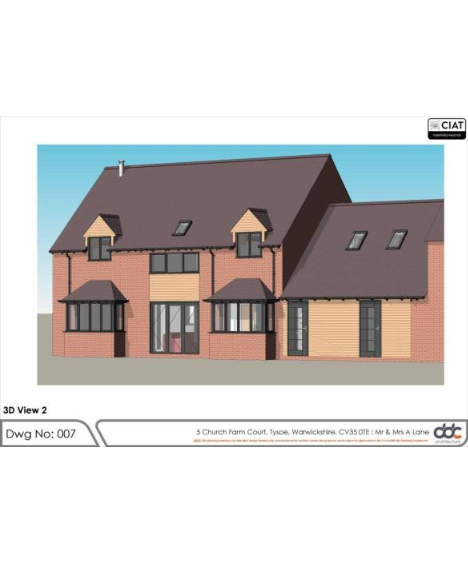 CIAT
3D View 2
Dwg No: 007
5 Church Farm Court, Tysoe, Warwickshire, CV35 0TE : Mr & Mrs A Lane
ddc